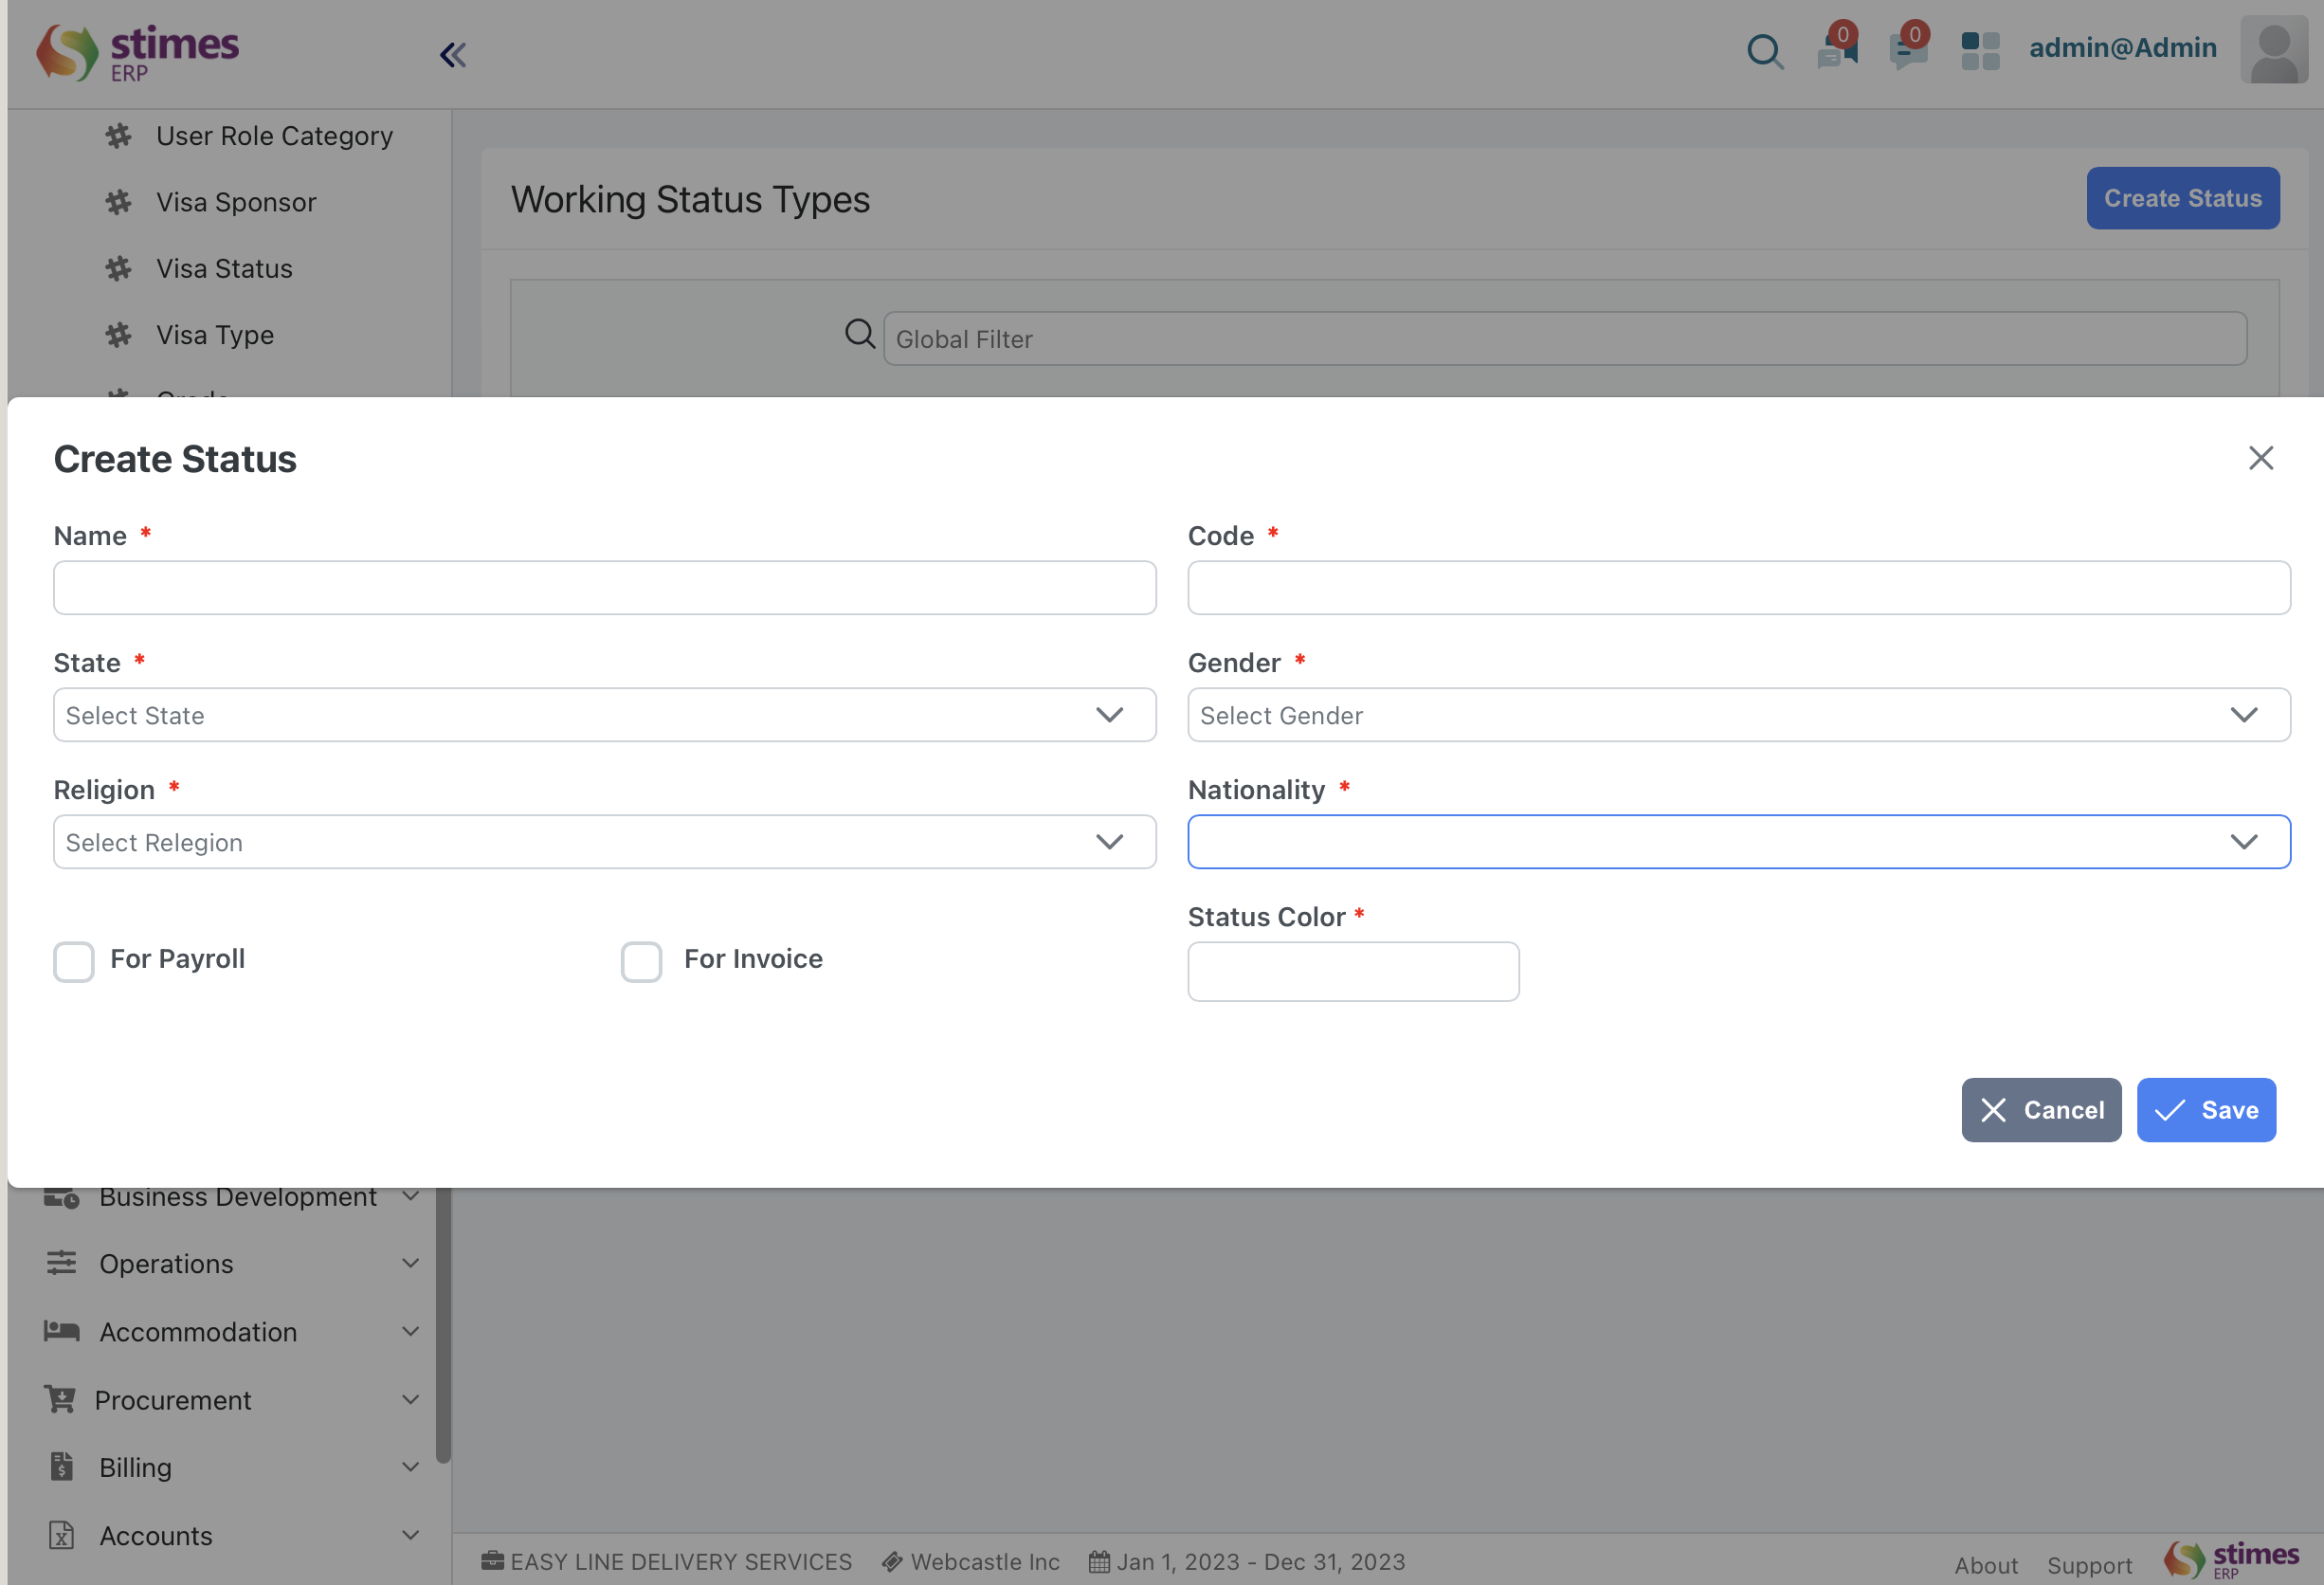 stimes
ERP
0
0
admin@Admin
User Role Category
Visa Sponsor
Visa Status
Visa Type
Working Status Types
Create Status
Global Filter
Create Status
Name *
Code *
State *
Select State
Gender *
Select Gender
Religion *
Select Relegion
Nationality *
For Payroll
For Invoice
Status Color *
Cancel
Save
Business Development
Operations
Accommodation
Procurement
Billing
Accounts
EASY LINE DELIVERY SERVICES
Webcastle Inc
Jan 1, 2023 - Dec 31, 2023
About
Support
stimes
ERP